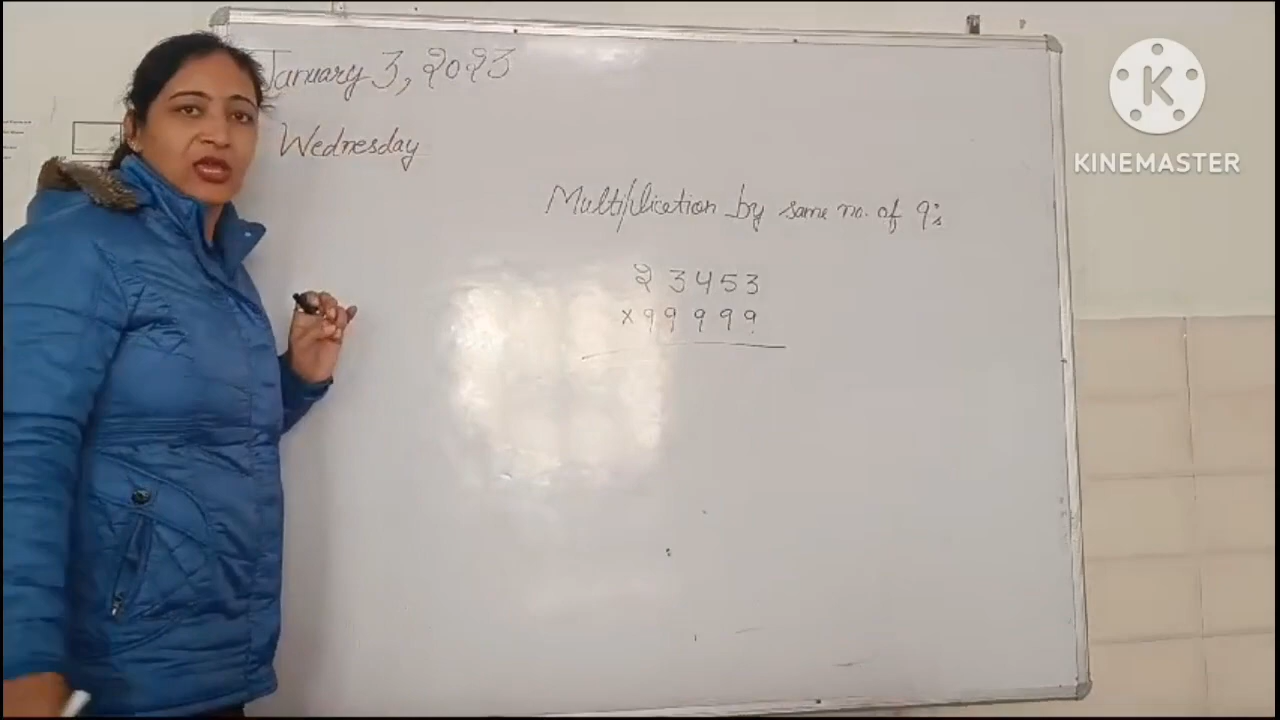 January 3, 2023
Wednesday
Multiplication by same no. of 9's
23453
×99999
KINEMASTER